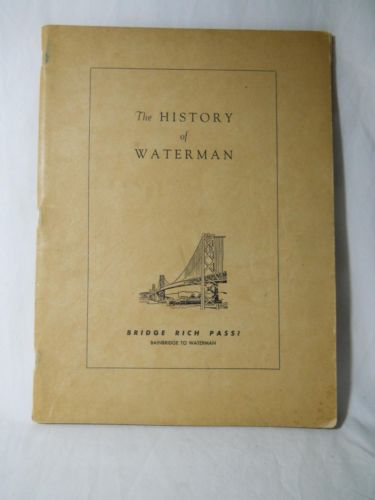 The HISTORY
of
WATERMAN
BRIDGE RICH PASS!
BAINBRIDGE TO WATERMAN